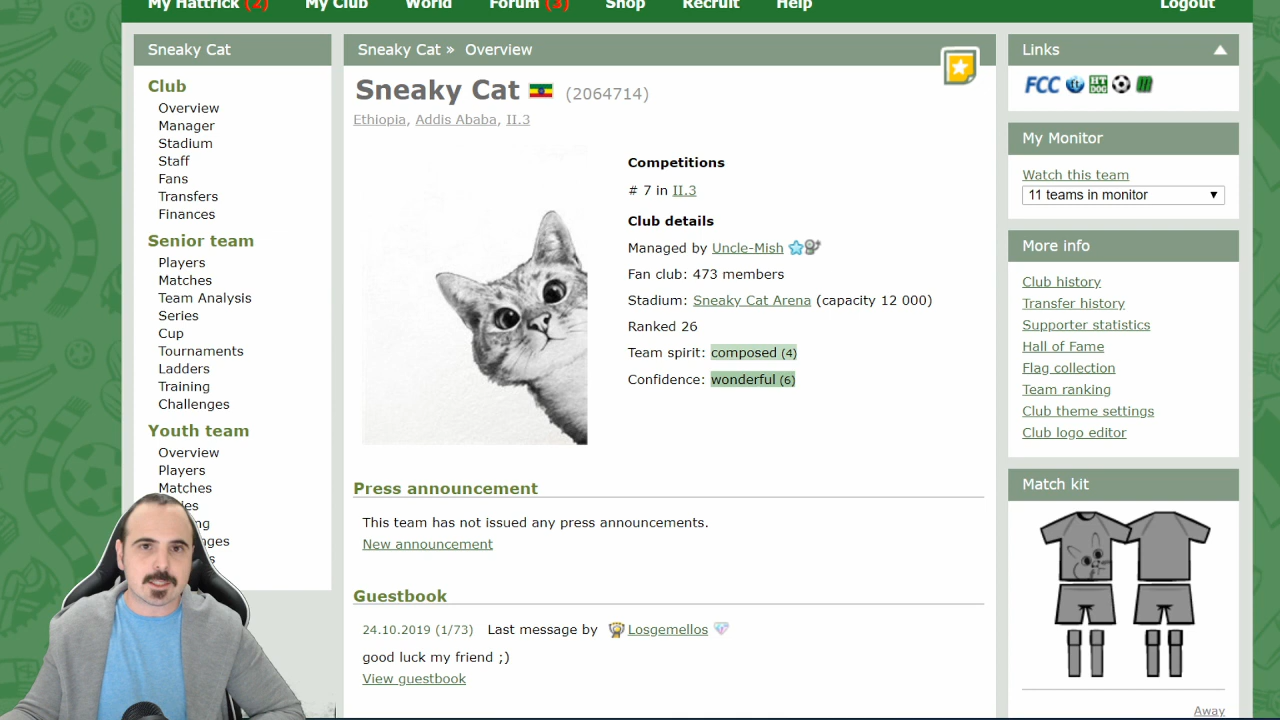 My Hattrick (2) My Club World Forum (3) Shop Recruit Help Logout
Sneaky Cat
Club
Overview
Manager
Stadium
Staff
Fans
Transfers
Finances
Senior team
Players
Matches
Team Analysis
Series
Cup
Tournaments
Ladders
Training
Challenges
Youth team
Overview
Players
Matches
Sneaky Cat » Overview
Sneaky Cat (2064714)
Ethiopia, Addis Ababa, II.3
Competitions
# 7 in II.3
Club details
Managed by Uncle-Mish
Fan club: 473 members
Stadium: Sneaky Cat Arena (capacity 12 000)
Ranked 26
Team spirit: composed (4)
Confidence: wonderful (6)
Press announcement
This team has not issued any press announcements.
New announcement
Guestbook
24.10.2019 (1/73) Last message by Losgemellos
good luck my friend ;)
View guestbook
Links
FCC HT DOG
My Monitor
Watch this team
11 teams in monitor
More info
Club history
Transfer history
Supporter statistics
Hall of Fame
Flag collection
Team ranking
Club theme settings
Club logo editor
Match kit
Away